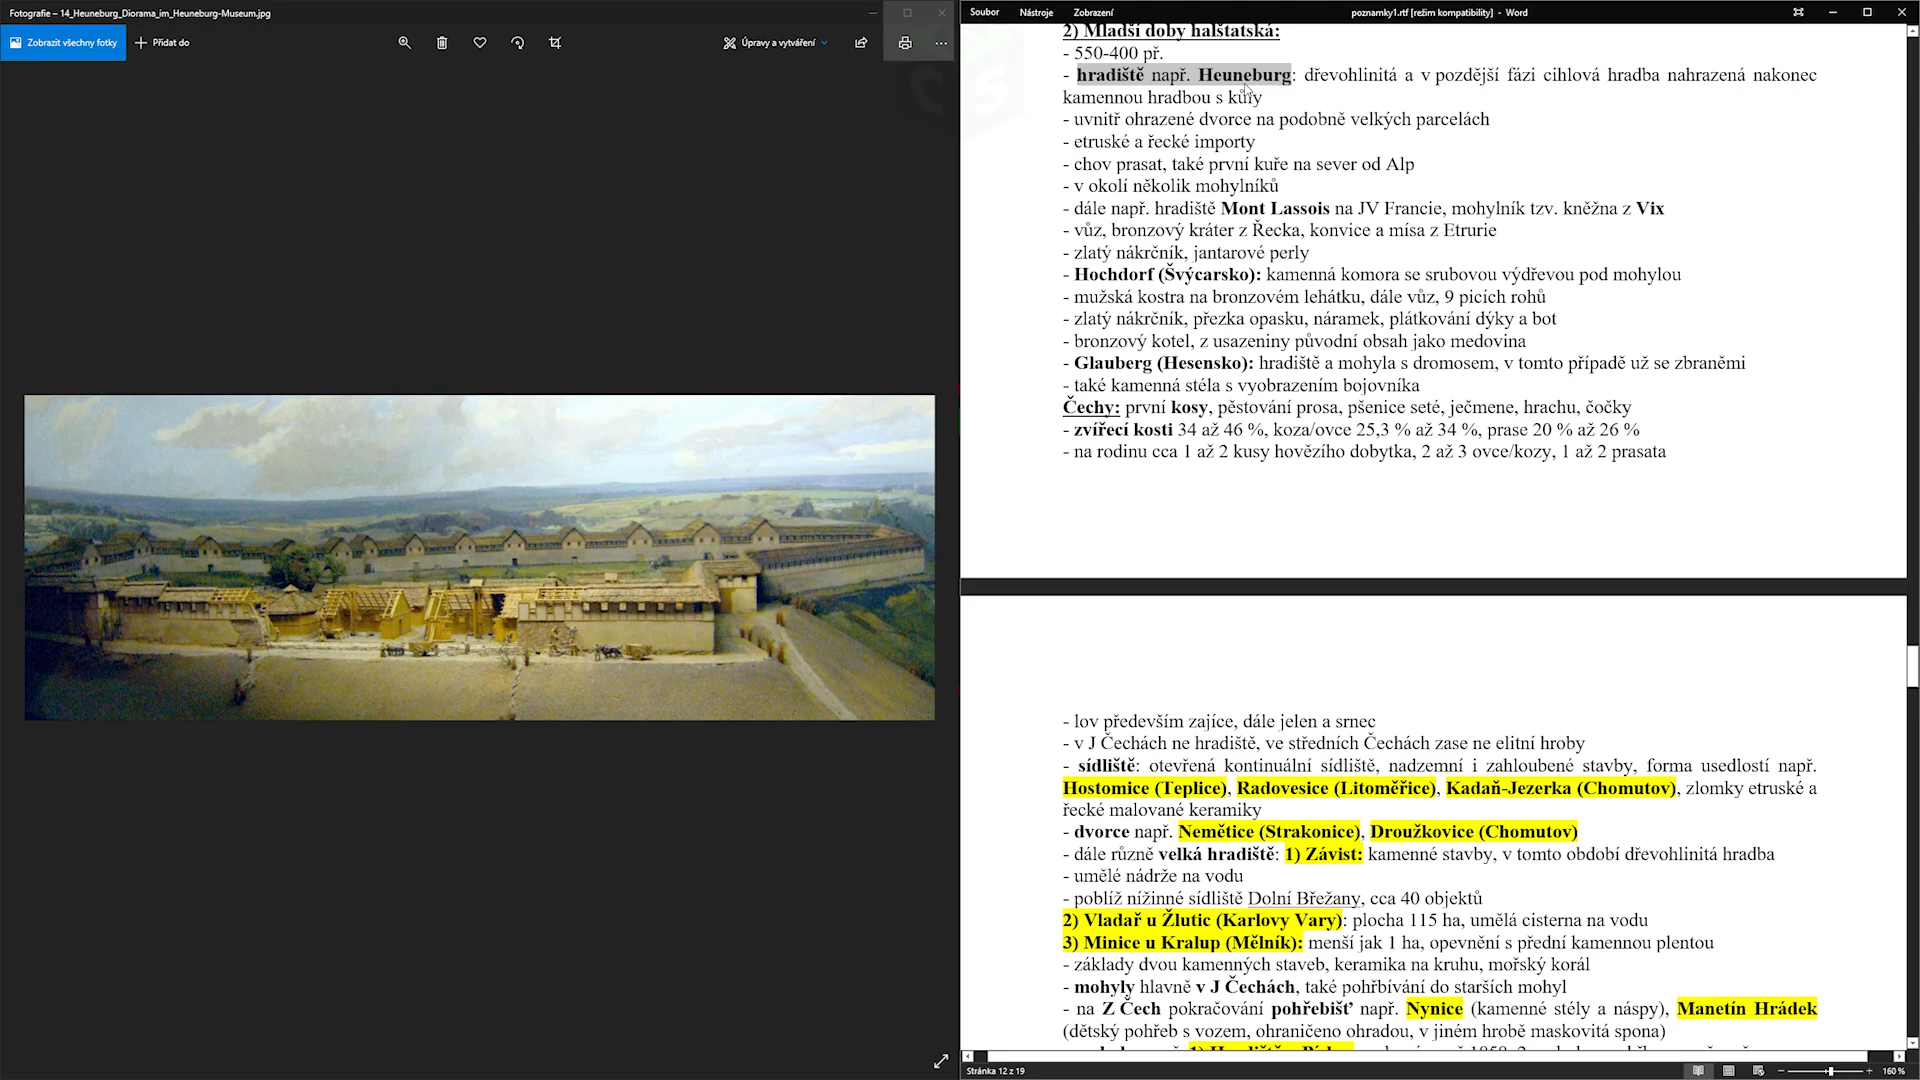 Fotografie – 14_Heuneburg_Diorama_im_Heuneburg-Museum.jpg
Zobrazit všechny fotky
Přidat do
Úpravy a vytváření
Soubor
Nástroje
Zobrazení
poznamky1.rtf [režim kompatibility] - Word
2) Mladší doby halštatská:
- 550-400 př.
- hradiště např. Heuneburg: dřevohlinitá a v pozdější fázi cihlová hradba nahrazená nakonec
kamennou hradbou s kůly
- uvnitř ohrazené dvorce na podobně velkých parcelách
- etruské a řecké importy
- chov prasat, také první kuře na sever od Alp
- v okolí několik mohylníků
- dále např. hradiště Mont Lassois na JV Francie, mohylník tzv. kněžna z Vix
- vůz, bronzový kráter z Řecka, konvice a mísa z Etrurie
- zlatý nákrčník, jantarové perly
- Hochdorf (Švýcarsko): kamenná komora se srubovou výdřevou pod mohylou
- mužská kostra na bronzovém lehátku, dále vůz, 9 picích rohů
- zlatý nákrčník, přezka opasku, náramek, plátkování dýky a bot
- bronzový kotel, z usazeniny původní obsah jako medovina
- Glauberg (Hesensko): hradiště a mohyla s dromosem, v tomto případě už se zbraněmi
- také kamenná stéla s vyobrazením bojovníka
Čechy: první kosy, pěstování prosa, pšenice seté, ječmene, hrachu, čočky
- zvířecí kosti 34 až 46 %, koza/ovce 25,3 % až 34 %, prase 20 % až 26 %
- na rodinu cca 1 až 2 kusy hovězího dobytka, 2 až 3 ovce/kozy, 1 až 2 prasata
- lov především zajíce, dále jelen a srnec
- v J Čechách ne hradiště, ve středních Čechách zase ne elitní hroby
- sídliště: otevřená kontinuální sídliště, nadzemní i zahloubené stavby, forma usedlostí např.
Hostomice (Teplice), Radovesice (Litoměřice), Kadaň-Jezerka (Chomutov), zlomky etruské a
řecké malované keramiky
- dvorce např. Nemětice (Strakonice), Droužkovice (Chomutov)
- dále různě velká hradiště: 1) Závist: kamenné stavby, v tomto období dřevohlinitá hradba
- umělé nádrže na vodu
- poblíž nížinné sídliště Dolní Břežany, cca 40 objektů
2) Vladař u Žlutic (Karlovy Vary): plocha 115 ha, umělá cisterna na vodu
3) Minice u Kralup (Mělník): menší jak 1 ha, opevnění s přední kamennou plentou
- základy dvou kamenných staveb, keramika na kruhu, mořský korál
- mohyly hlavně v J Čechách, také pohřbívání do starších mohyl
- na Z Čech pokračování pohřebišť např. Nynice (kamenné stély a náspy), Manetín Hrádek
(dětský pohřeb s vozem, ohraničeno ohradou, v jiném hrobě maskovitá spona)
Stránka 12 z 19
160 %